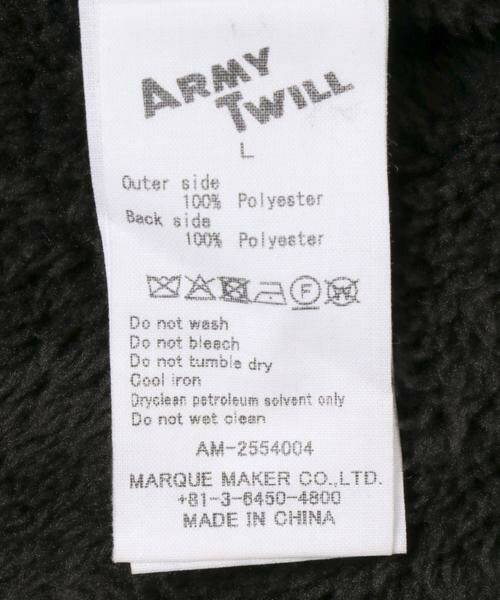 ARMY
TWILL
L
Outer side
100% Polyester
Back side
100% Polyester
F W
Do not wash
Do not bleach
Do not tumble dry
Cool iron
Dryclean petroleum solvent only
Do not wet clean
AM-2554004
MARQUE MAKER CO.,LTD.
+81-3-6450-4800
MADE IN CHINA